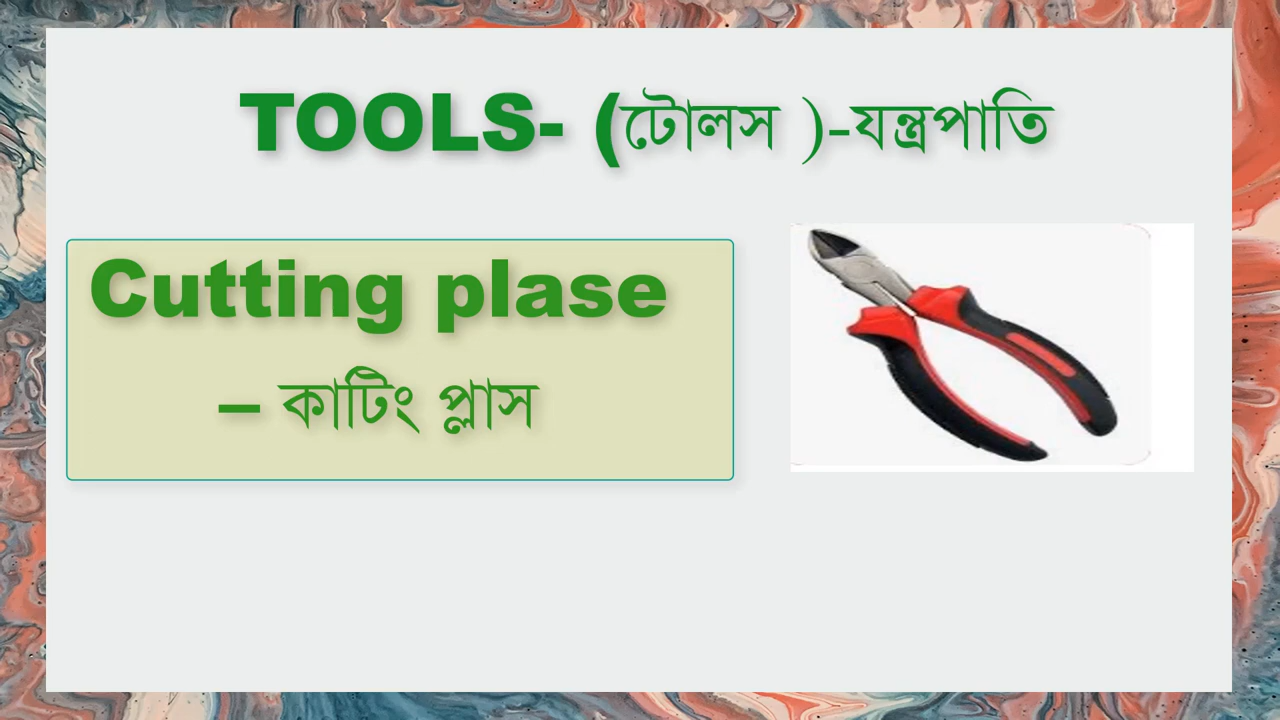 TOOLS- (টোলস )-যন্ত্রপাতি
Cutting plase
– কাটিং প্লাস